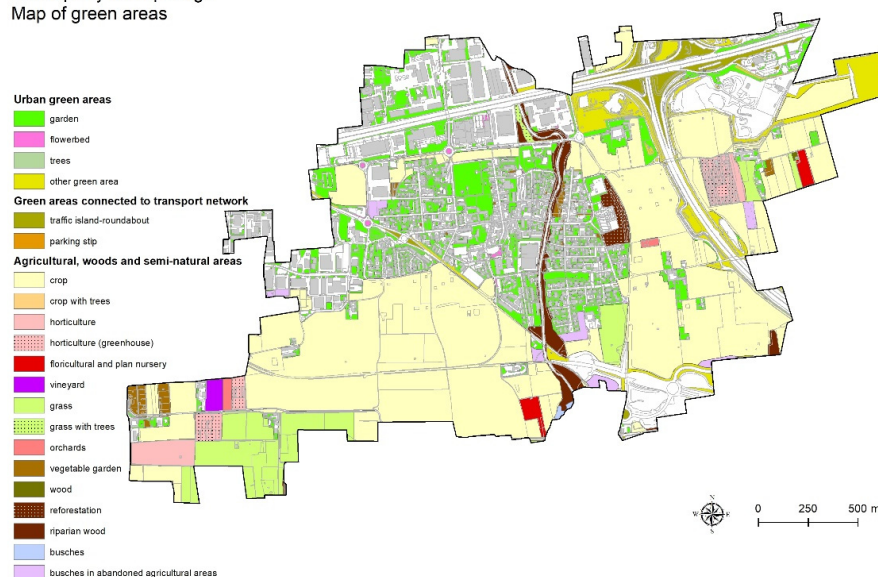 Map of green areas
Urban green areas
garden
flowerbed
trees
other green area
Green areas connected to transport network
traffic island-roundabout
parking stip
Agricultural, woods and semi-natural areas
crop
crop with trees
horticulture
horticulture (greenhouse)
floricultural and plan nursery
vineyard
grass
grass with trees
orchards
vegetable garden
wood
reforestation
riparian wood
busches
busches in abandoned agricultural areas
N
W E
S
0 250 500 m